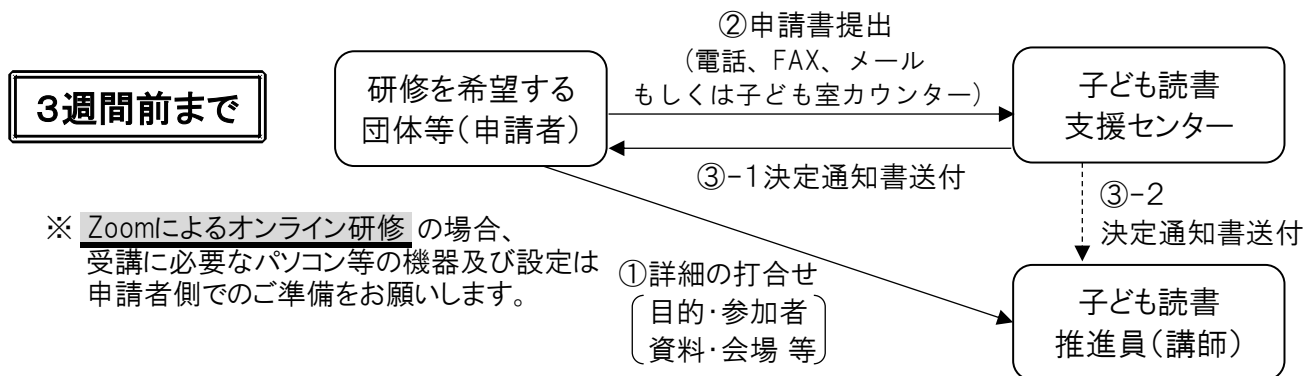 3週間前まで
研修を希望する
団体等（申請者）
②申請書提出
（電話、FAX、メール
もしくは子ども室カウンター）
子ども読書
支援センター
③-1決定通知書送付
③-2
決定通知書送付
※ Zoomによるオンライン研修 の場合、
受講に必要なパソコン等の機器及び設定は
申請者側でのご準備をお願いします。
①詳細の打合せ
目的・参加者
資料・会場 等
子ども読書
推進員（講師）